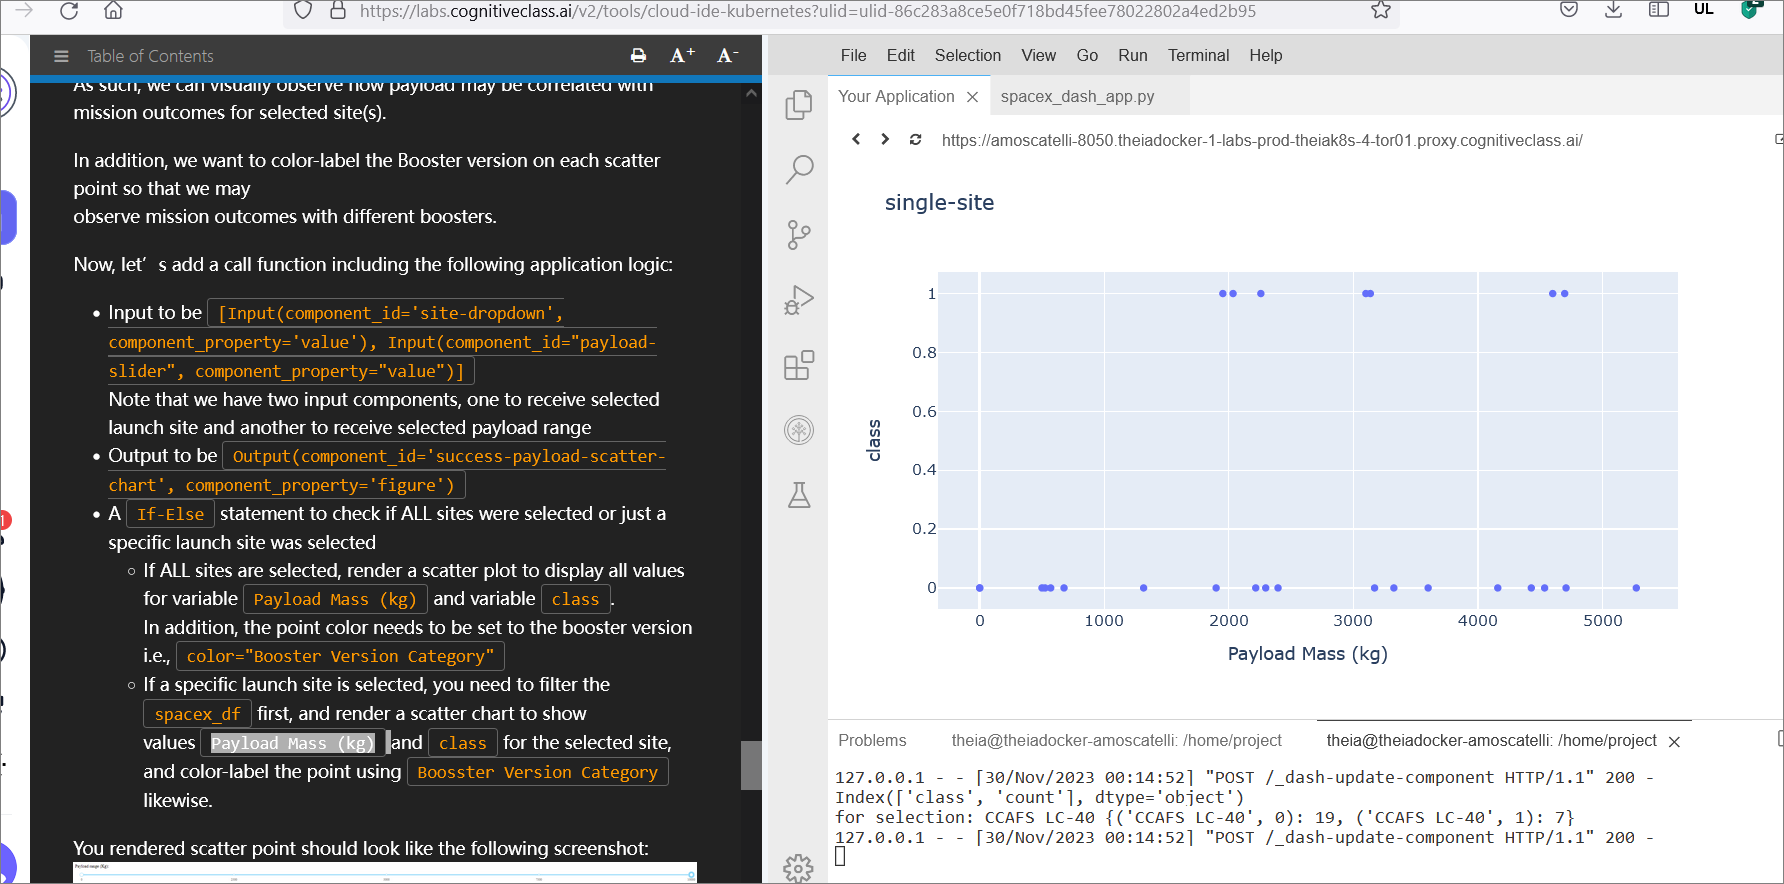 https://labs.cognitiveclass.ai/v2/tools/cloud-ide-kubernetes?ulid=ulid-86c283a8ce5e0f718bd45fee78022802a4ed2b95
UL
Table of Contents
A+ A-
As such, we can visually observe how payload may be correlated with
mission outcomes for selected site(s).
In addition, we want to color-label the Booster version on each scatter
point so that we may
observe mission outcomes with different boosters.
Now, let’s add a call function including the following application logic:
• Input to be [Input(component_id='site-dropdown',
component_property='value'), Input(component_id="payload-
slider", component_property="value")]
Note that we have two input components, one to receive selected
launch site and another to receive selected payload range
• Output to be Output(component_id='success-payload-scatter-
chart', component_property='figure')
• A If-Else statement to check if ALL sites were selected or just a
specific launch site was selected
◦ If ALL sites are selected, render a scatter plot to display all values
for variable Payload Mass (kg) and variable class.
In addition, the point color needs to be set to the booster version
i.e., color="Booster Version Category"
◦ If a specific launch site is selected, you need to filter the
spacex_df first, and render a scatter chart to show
values Payload Mass (kg) and class for the selected site,
and color-label the point using Boosster Version Category
likewise.
You rendered scatter point should look like the following screenshot:
1
File Edit Selection View Go Run Terminal Help
Your Application spacex_dash_app.py
https://amoscatelli-8050.theiadocker-1-labs-prod-theiak8s-4-tor01.proxy.cognitiveclass.ai/
single-site
1
0.8
0.6
0.4
0.2
0
class
0 1000 2000 3000 4000 5000
Payload Mass (kg)
Problems theia@theiadocker-amoscatelli: /home/project theia@theiadocker-amoscatelli: /home/project
127.0.0.1 - - [30/Nov/2023 00:14:52] "POST /_dash-update-component HTTP/1.1" 200 -
Index(['class', 'count'], dtype='object')
for selection: CCAFS LC-40 {('CCAFS LC-40', 0): 19, ('CCAFS LC-40', 1): 7}
127.0.0.1 - - [30/Nov/2023 00:14:52] "POST /_dash-update-component HTTP/1.1" 200 -